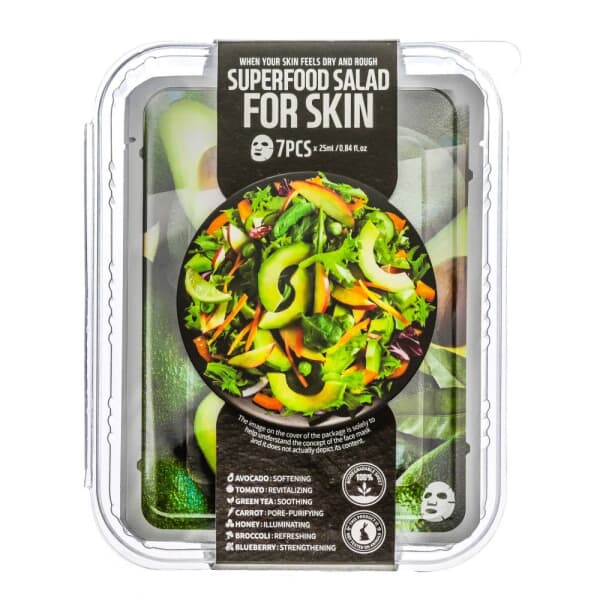 WHEN YOUR SKIN FEELS DRY AND ROUGH
SUPERFOOD SALAD
FOR SKIN
7PCS x 25ml / 0.84 fl.oz
The image on the cover of the package is solely to
help understand the concept of the face mask
and it does not actually depict its content.
AVOCADO : SOFTENING
TOMATO : REVITALIZING
GREEN TEA : SOOTHING
CARROT : PORE-PURIFYING
HONEY : ILLUMINATING
BROCCOLI : REFRESHING
BLUEBERRY : STRENGTHENING
100%